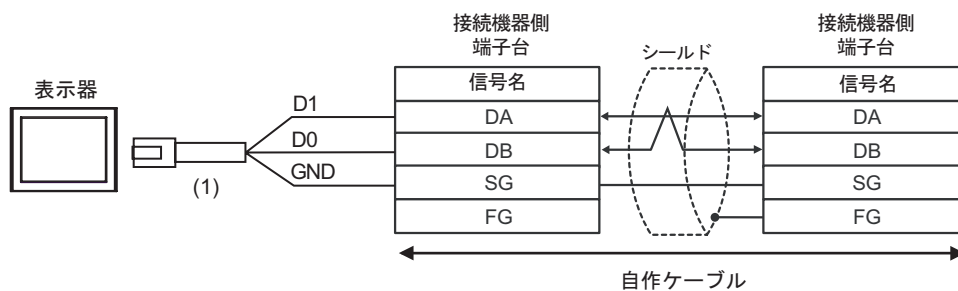 接続機器側
端子台
接続機器側
端子台
シールド
表示器
信号名
信号名
D1
DA
DA
D0
DB
DB
GND
SG
SG
(1)
FG
FG
自作ケーブル